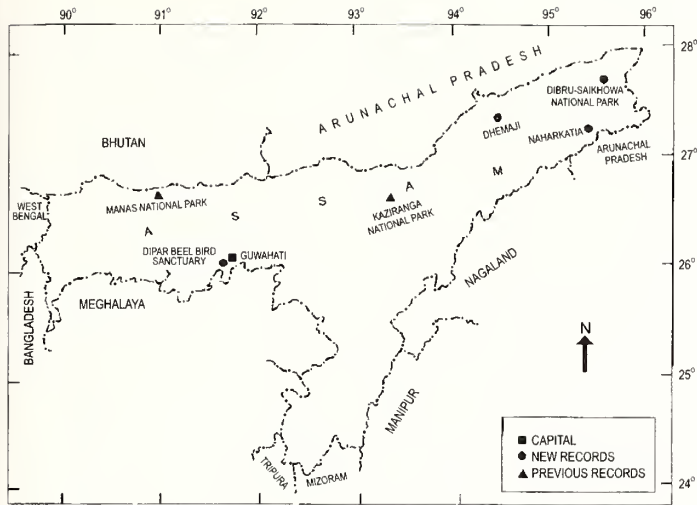 90° 91° 92° 93° 94° 95° 96°
28°
ARUNACHAL PRADESH
DIBRU-SAIKHOWA
NATIONAL PARK
DHEMAJI
NAHARKATIA
BHUTAN
27°
ARUNACHAL
PRADESH
WEST
BENGAL
MANAS NATIONAL PARK
KAZIRANGA
NATIONAL PARK
A S S A M
DIPAR BEEL BIRD
SANCTUARY
GUWAHATI
26°
NAGALAND
BANGLADESH
MEGHALAYA
N
25°
MANIPUR
CAPITAL
NEW RECORDS
PREVIOUS RECORDS
TRIPURA
MIZORAM
24°